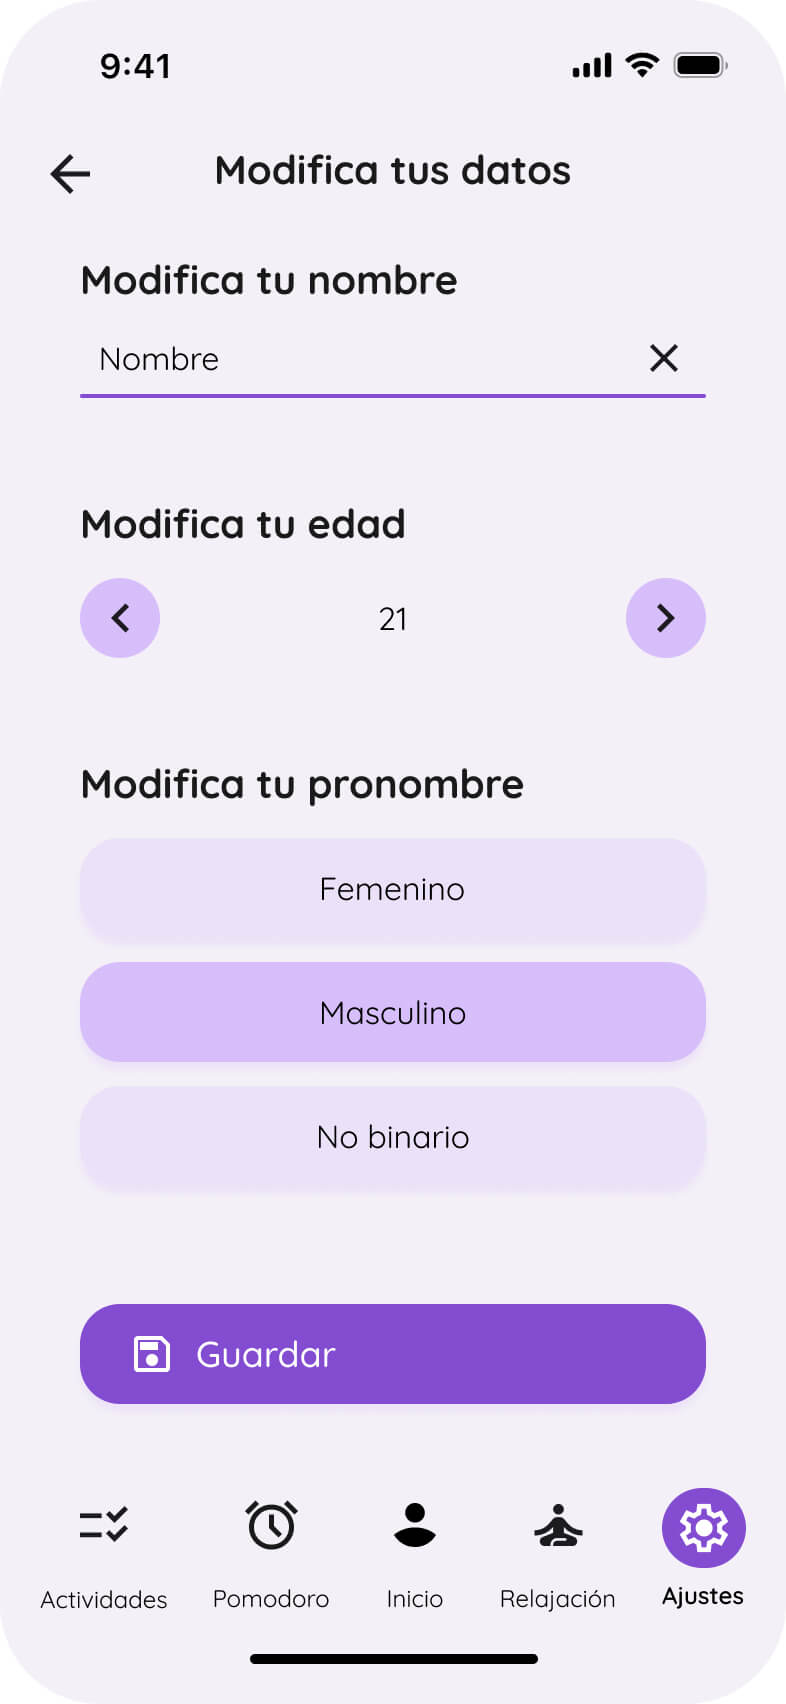 9:41
Modifica tus datos
Modifica tu nombre
Nombre
Modifica tu edad
21
Modifica tu pronombre
Femenino
Masculino
No binario
Guardar
Actividades Pomodoro Inicio Relajación Ajustes